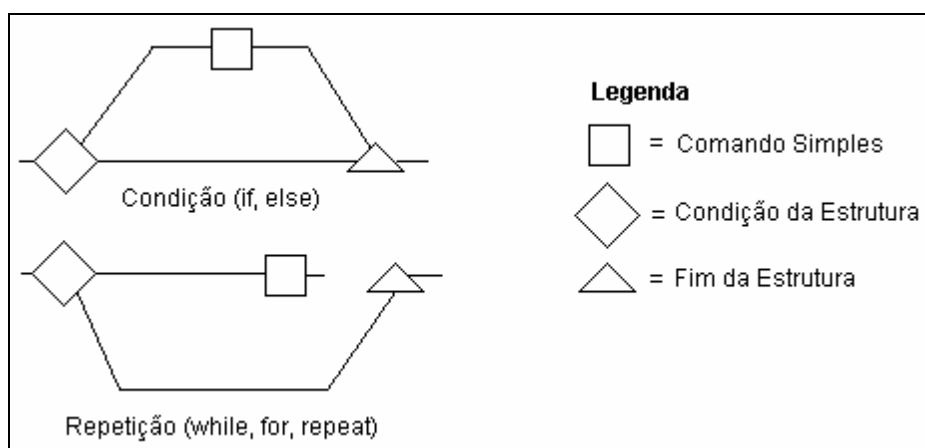 Legenda
= Comando Simples
= Condição da Estrutura
= Fim da Estrutura
Condição (if, else)
Repetição (while, for, repeat)